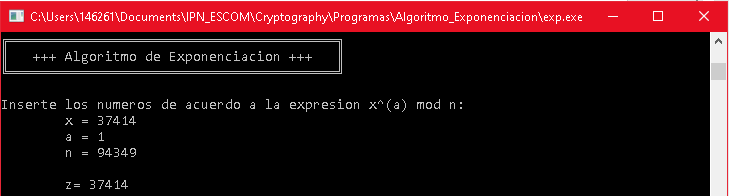 C:\Users\146261\Documents\IPN_ESCOM\Cryptography\Programas\Algoritmo_Exponenciacion\exp.exe
+++ Algoritmo de Exponenciacion +++
Inserte los numeros de acuerdo a la expresion x^(a) mod n:
x = 37414
a = 1
n = 94349
z= 37414